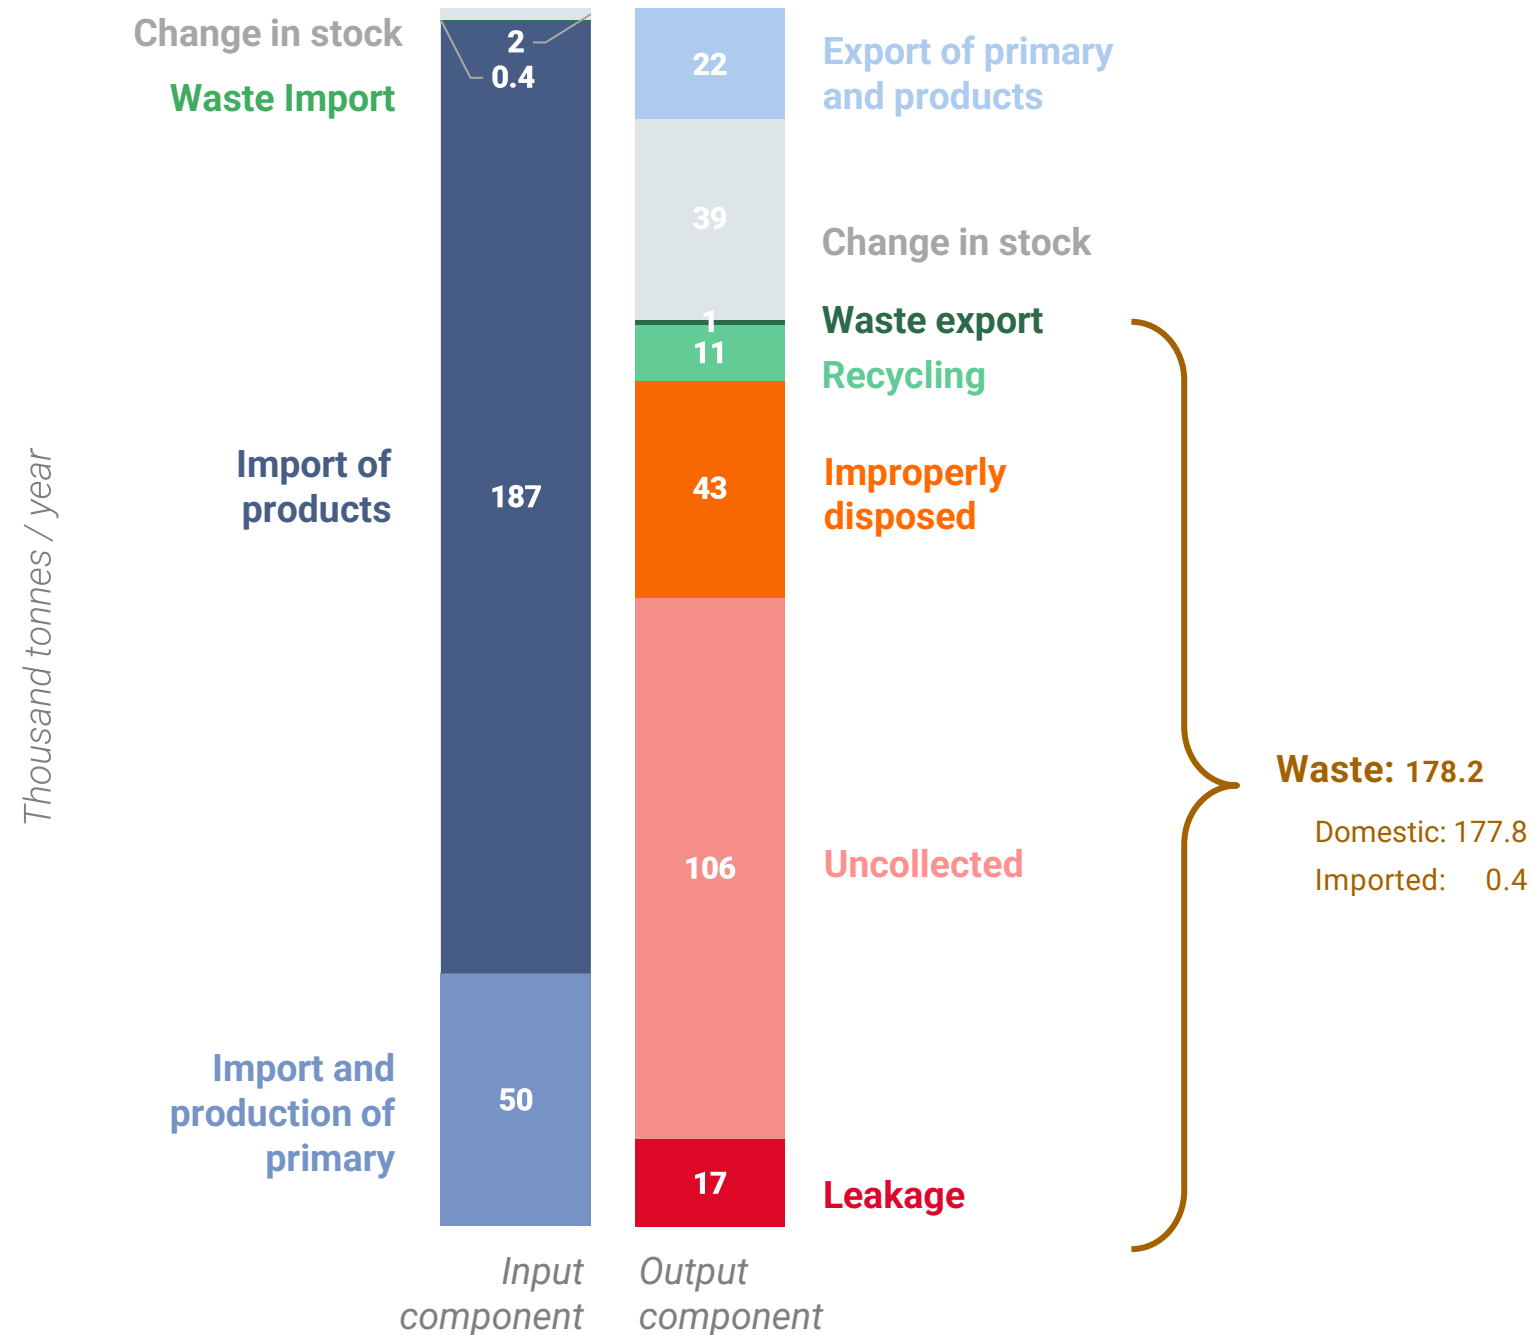 Thousand tonnes / year
Change in stock
Waste Import
Import of
products
Import and
production of
primary
2
0.4
187
50
22
39
1
11
43
106
17
Export of primary
and products
Change in stock
Waste export
Recycling
Improperly
disposed
Uncollected
Leakage
Waste: 178.2
Domestic: 177.8
Imported: 0.4
Input
component
Output
component